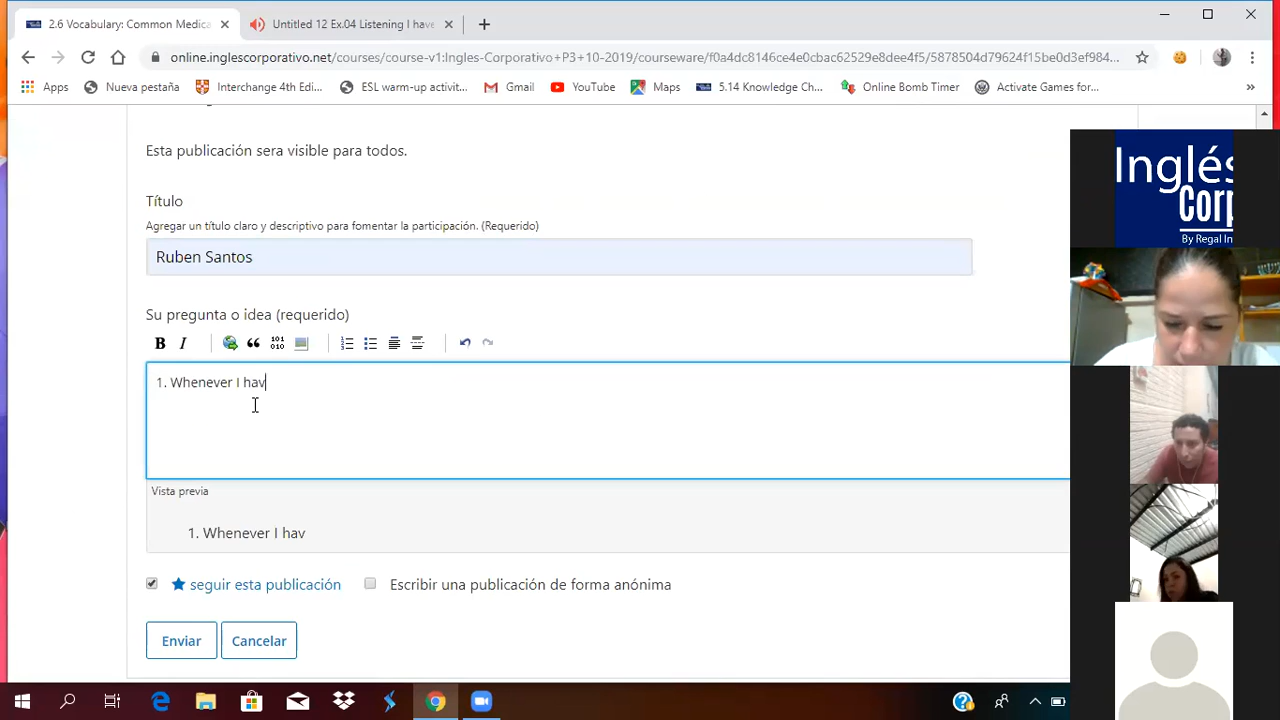 2.6 Vocabulary: Common Medica
Untitled 12 Ex.04 Listening I have
online.inglescorporativo.net/courses/course-v1:Ingles_Corporativo+P3+10-2019/courseware/f0a4dc8146ce4e0cbac62529e8dee4f5/5878504d79624f15be0d3ef984...
Apps
Nueva pestaña
Interchange 4th Edi...
ESL warm-up activit...
Gmail
YouTube
Maps
5.14 Knowledge Ch...
Online Bomb Timer
Activate Games for...
»
Esta publicación sera visible para todos.
Título
Agregar un título claro y descriptivo para fomentar la participación. (Requerido)
Ruben Santos
Su pregunta o idea (requerido)
B I
101
010
1. Whenever I hav
Vista previa
1. Whenever I hav
seguir esta publicación
Escribir una publicación de forma anónima
Enviar
Cancelar
Inglés
Corp
By Regal In